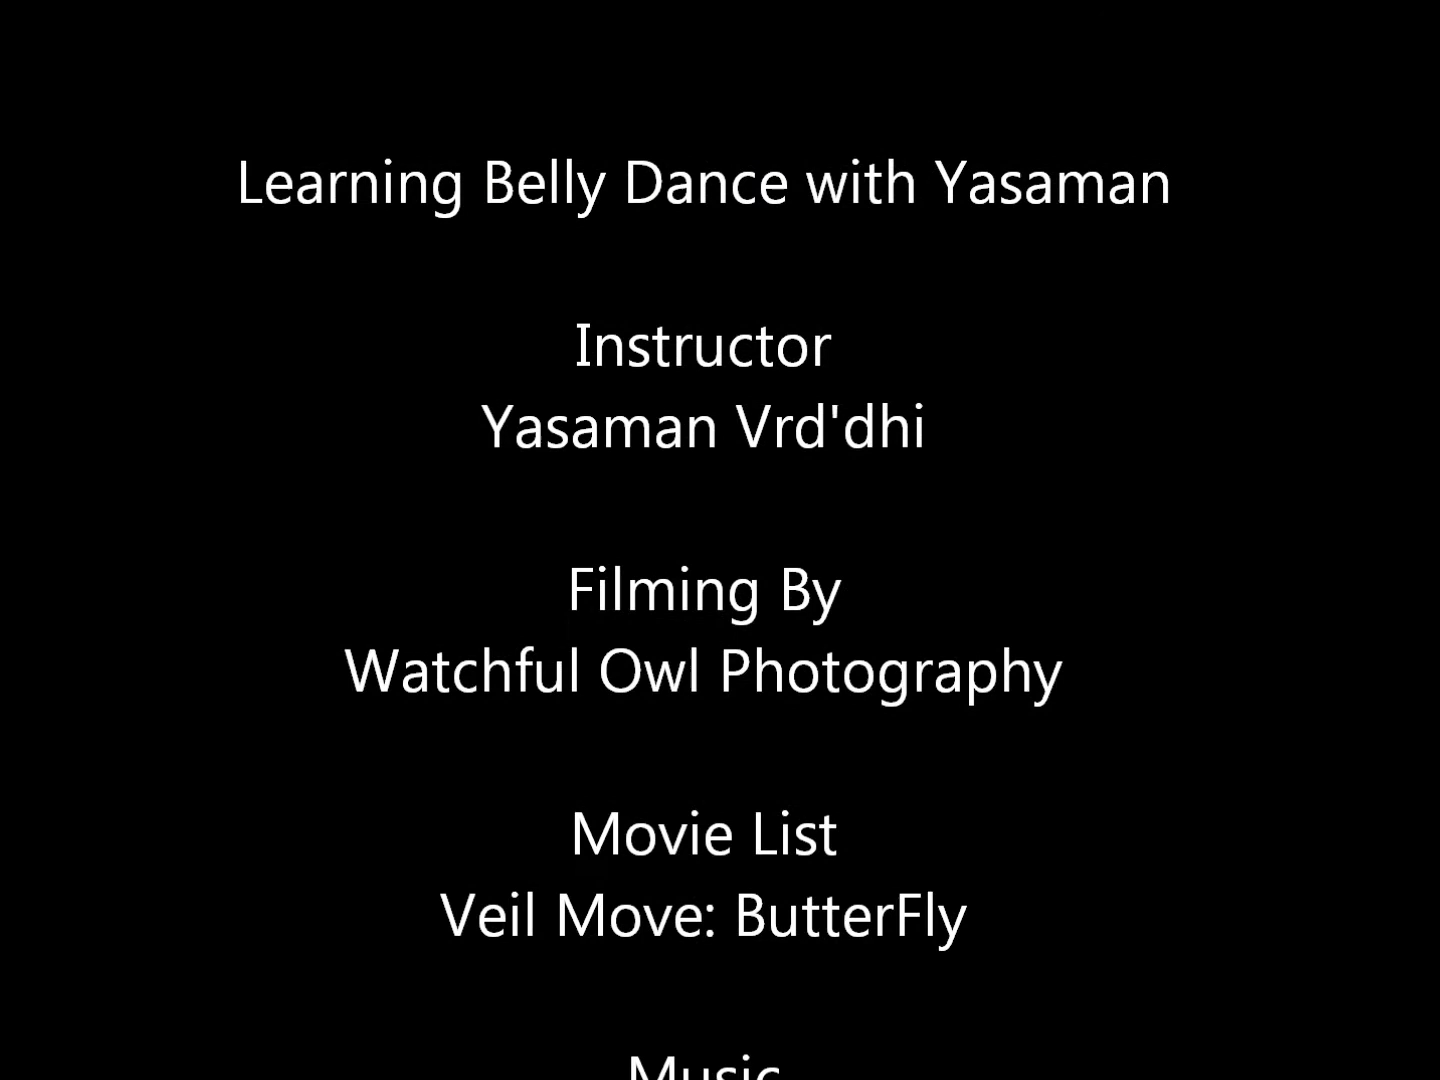 Learning Belly Dance with Yasaman
Instructor
Yasaman Vrd'dhi
Filming By
Watchful Owl Photography
Movie List
Veil Move: ButterFly
Music